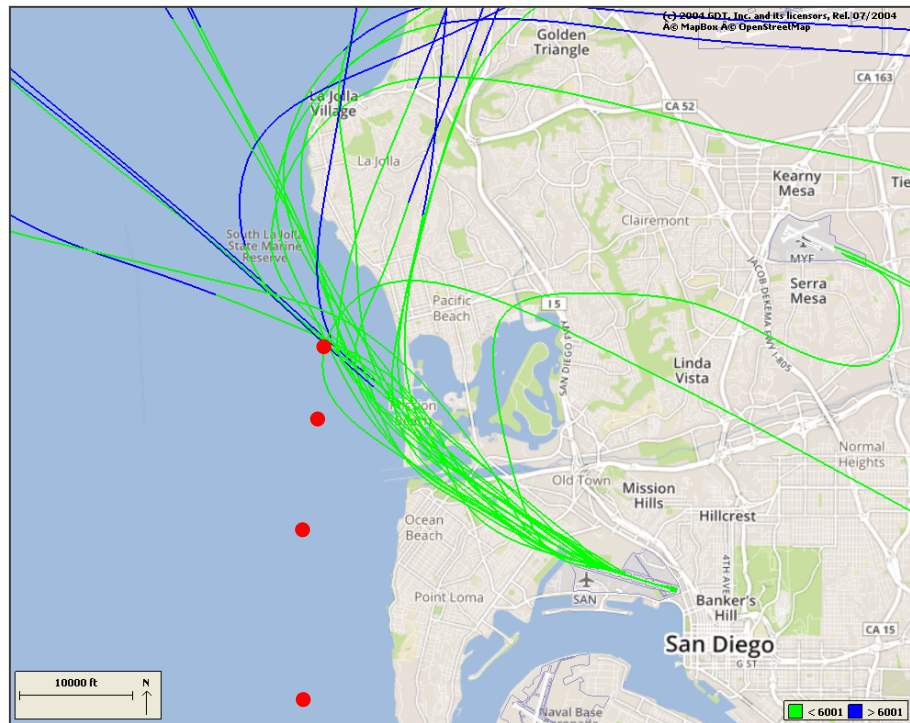 (c) 2004 GDT, Inc. and its licensors, Rel. 07/2004
Â© MapBox Â© OpenStreetMap
Golden
Triangle
CA 163
La Jolla
Village
CA 52
La Jolla
Kearny
Mesa
Tie
Clairemont
South La Jolla
State Marine
Reserve
MYF
JACOB DEKEMA FWY I-805
Serra
Mesa
Pacific
Beach
I 5
SAN DIEGO FWY
Linda
Vista
Normal
Heights
Old Town
Mission
Hills
Hillcrest
Ocean
Beach
4TH AVE
SAN
Point Loma
Banker's
Hill
CA 15
San Diego
G ST
10000 ft
N
Naval Base
< 6001
> 6001